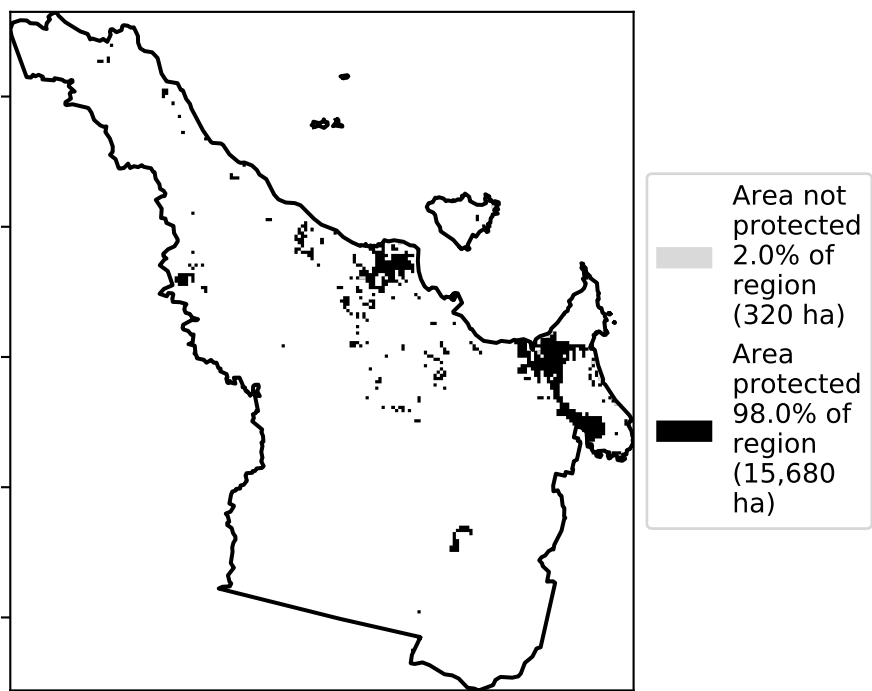 Area not
protected
2.0% of
region
(320 ha)
Area
protected
98.0% of
region
(15,680
ha)